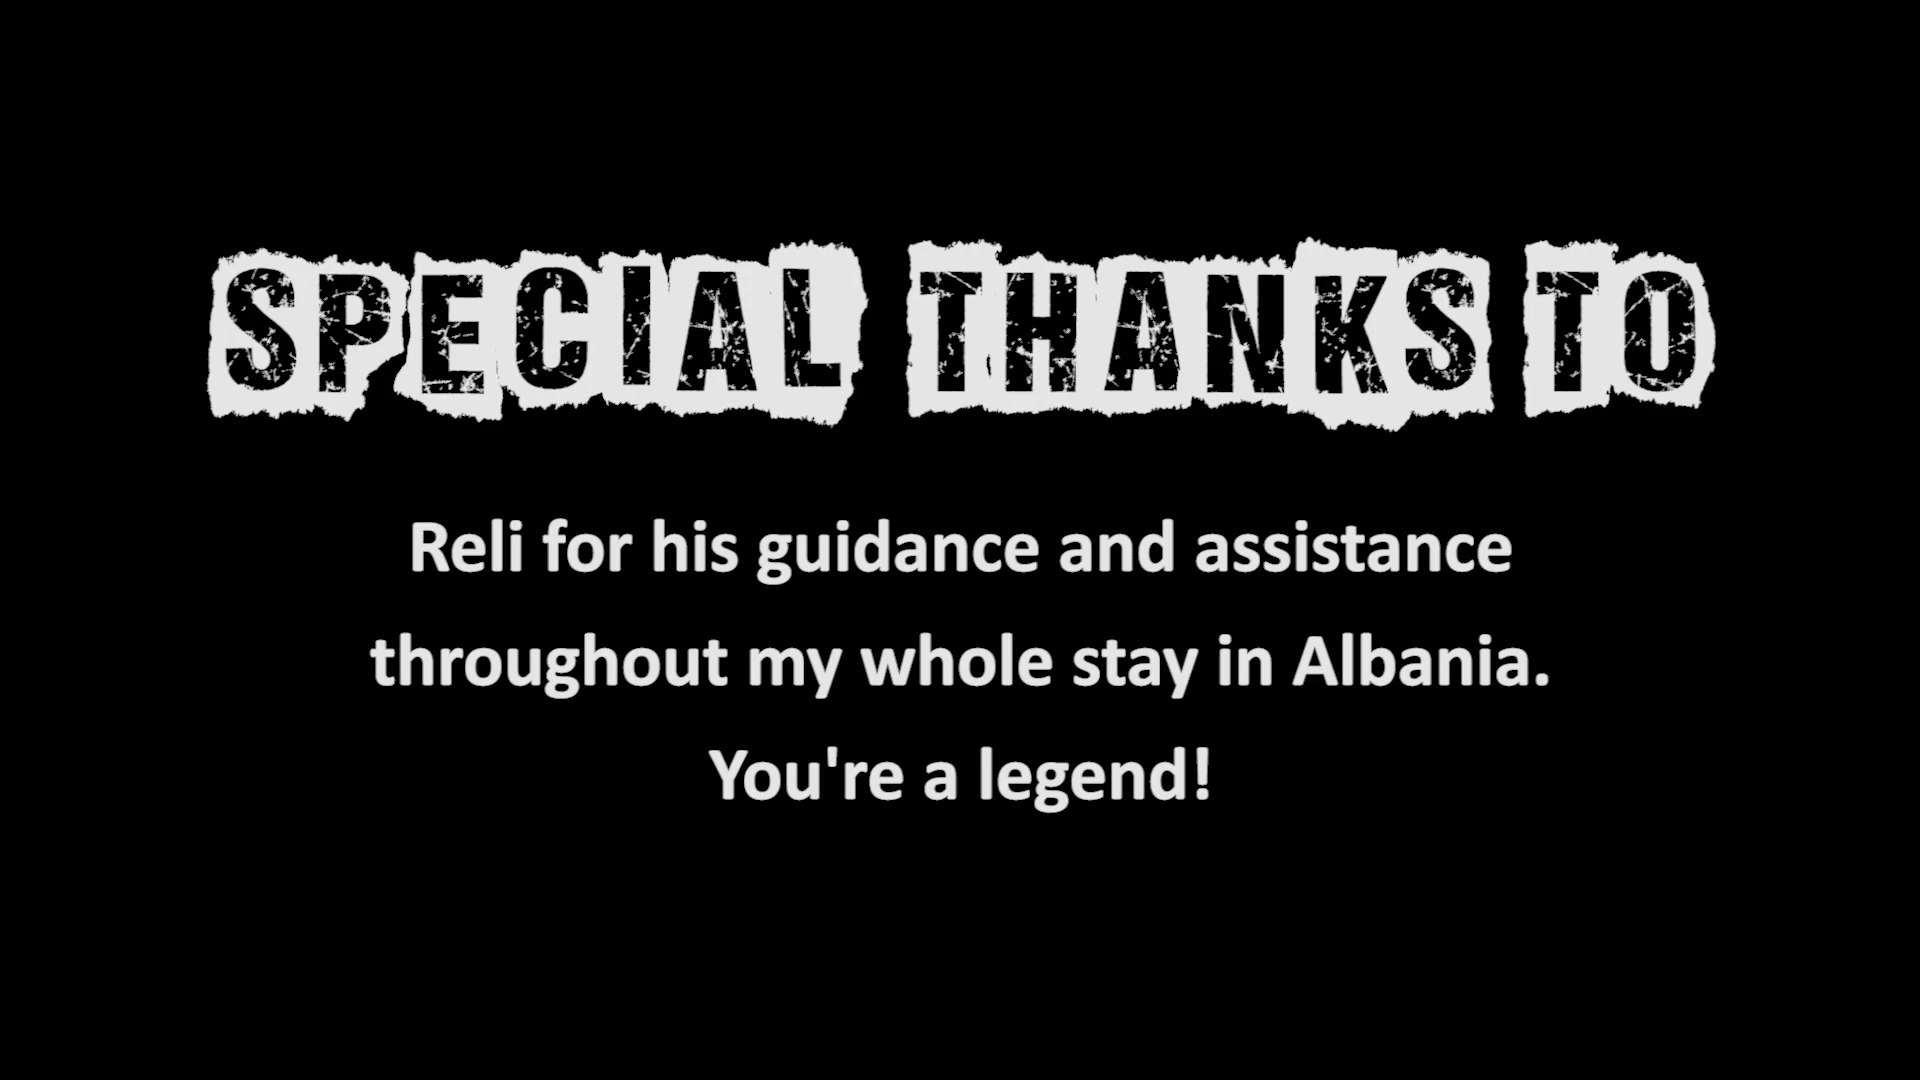 SPECIAL THANKS TO
Reli for his guidance and assistance
throughout my whole stay in Albania.
You're a legend!